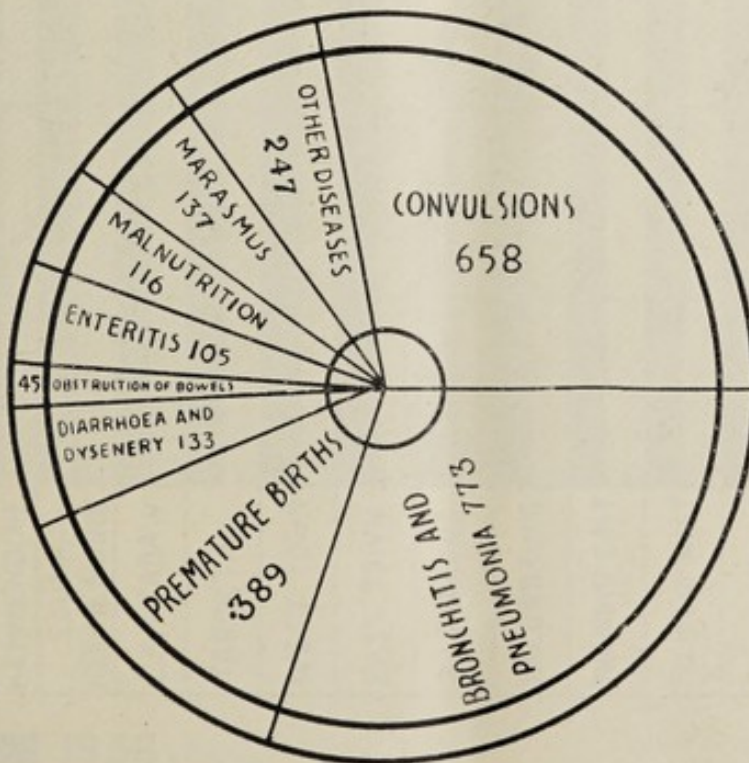 CONVULSIONS
658
BRONCHITIS AND
PNEUMONIA 773
PREMATURE BIRTHS
:389
DIARRHOEA AND
DYSENERY 133
45 OBSTRUCTION OF BOWELS
ENTERITIS 105
MALNUTRITION
116
MARASMUS
137
OTHER DISEASES
247